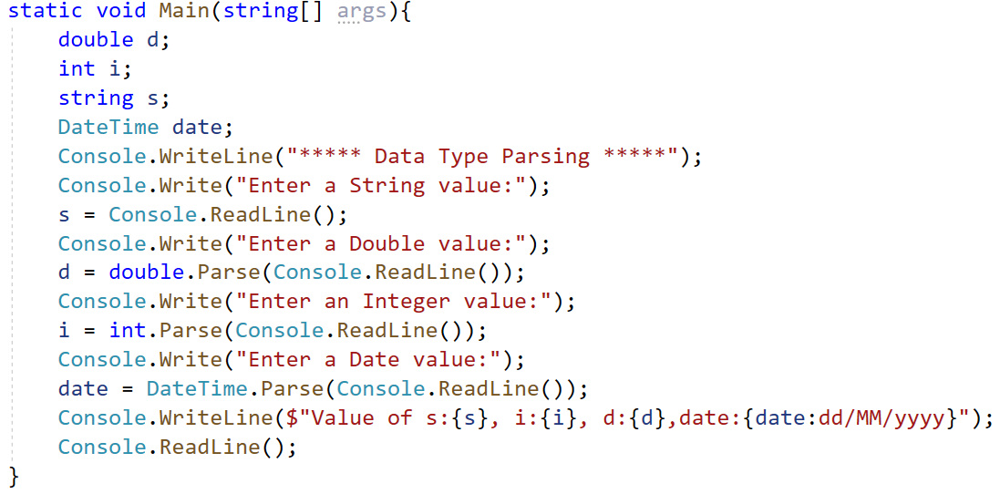 static void Main(string[] args){
    double d;
    int i;
    string s;
    DateTime date;
    Console.WriteLine("***** Data Type Parsing *****");
    Console.Write("Enter a String value:");
    s = Console.ReadLine();
    Console.Write("Enter a Double value:");
    d = double.Parse(Console.ReadLine());
    Console.Write("Enter an Integer value:");
    i = int.Parse(Console.ReadLine());
    Console.Write("Enter a Date value:");
    date = DateTime.Parse(Console.ReadLine());
    Console.WriteLine($"Value of s:{s}, i:{i}, d:{d},date:{date:dd/MM/yyyy}");
    Console.ReadLine();
}